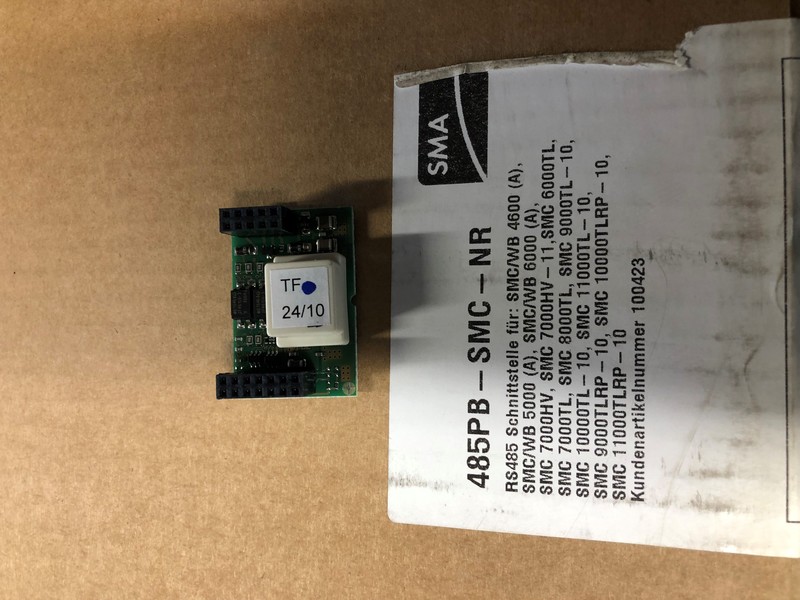 TF
24/10
SMA
485PB – SMC – NR
RS485 Schnittstelle für: SMC/WB 4600 (A),
SMC/WB 5000 (A), SMC/WB 6000 (A),
SMC 7000HV, SMC 7000HV – 11,SMC 6000TL,
SMC 7000TL, SMC 8000TL, SMC 9000TL – 10,
SMC 10000TL – 10, SMC 11000TL – 10,
SMC 9000TLRP – 10, SMC 10000TLRP – 10,
SMC 11000TLRP – 10
Kundenartikelnummer 100423